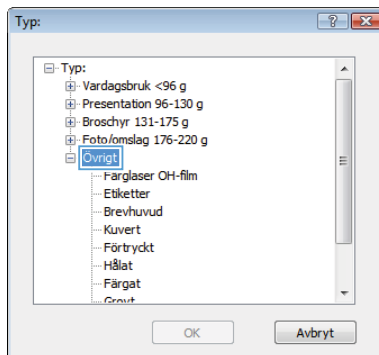 Typ:
Typ:
Vardagsbruk <96 g
Presentation 96-130 g
Broschyr 131-175 g
Foto/omslag 176-220 g
Övrigt
Färglaser OH-film
Etiketter
Brevhuvud
Kuvert
Förtryckt
Hålat
Färgat
Grovt
OK
Avbryt